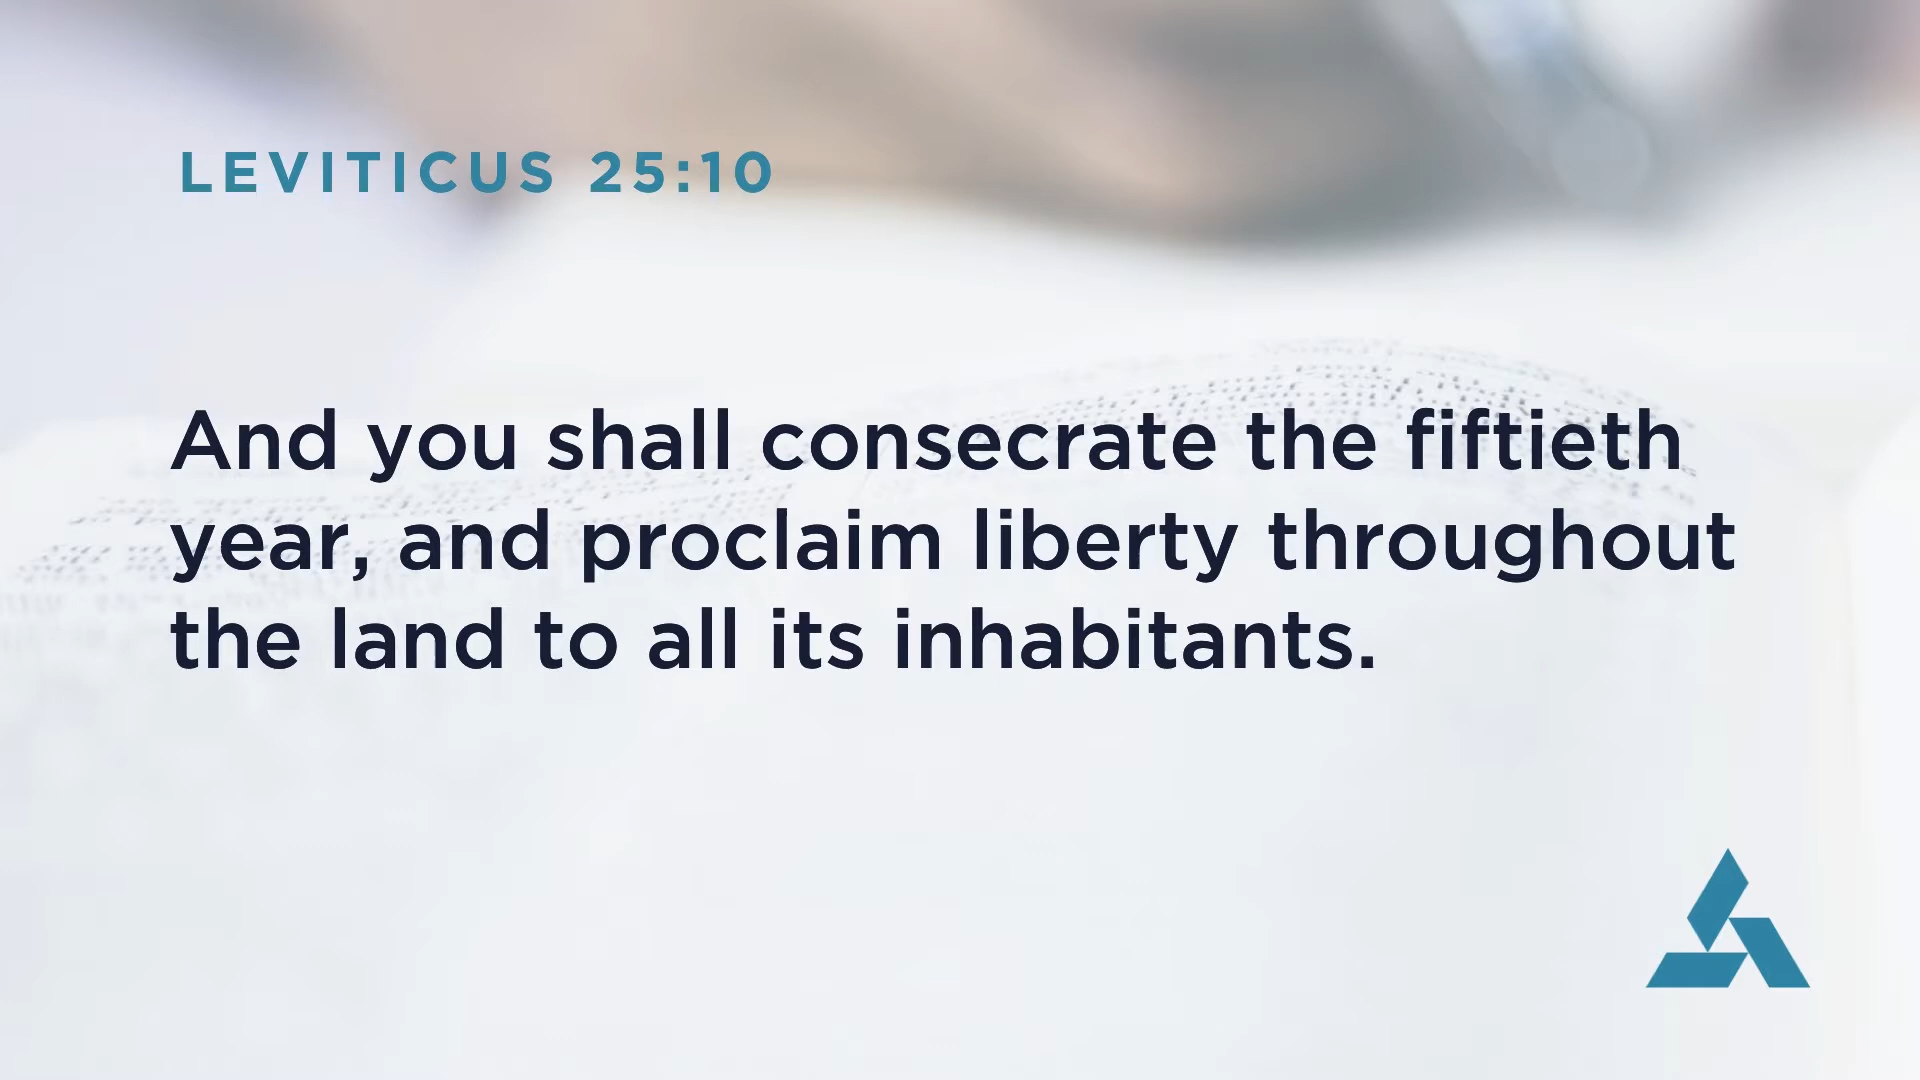 LEVITICUS 25:10
And you shall consecrate the fiftieth
year, and proclaim liberty throughout
the land to all its inhabitants.